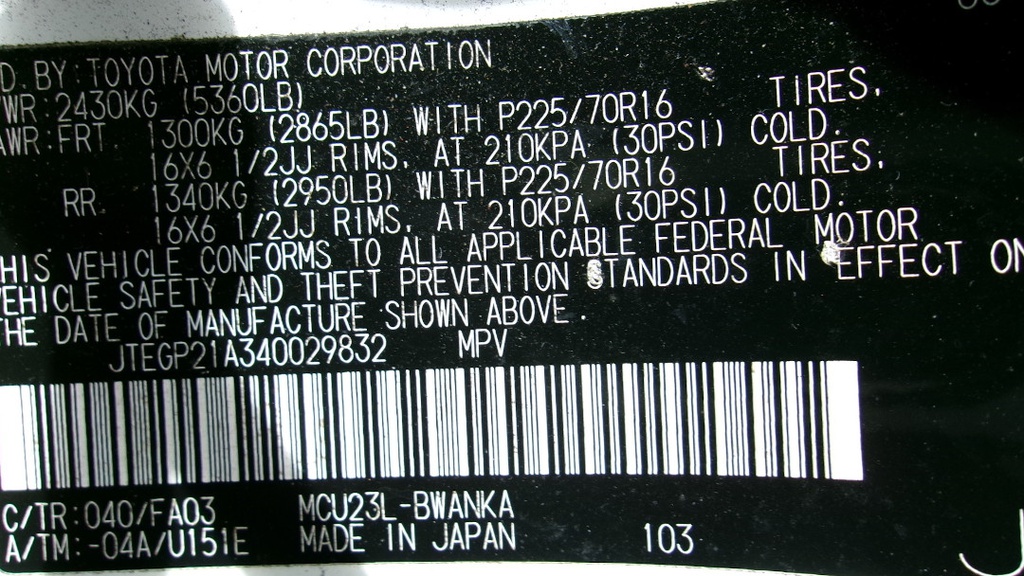 D. BY:TOYOTA MOTOR CORPORATION
WR:2430KG (5360LB)
AWR:FRT. 1300KG (2865LB) WITH P225/70R16 TIRES,
16X6 1/2JJ RIMS, AT 210KPA (30PSI) COLD.
RR. 1340KG (2950LB) WITH P225/70R16 TIRES,
16X6 1/2JJ RIMS, AT 210KPA (30PSI) COLD.
HIS VEHICLE CONFORMS TO ALL APPLICABLE FEDERAL MOTOR
EHICLE SAFETY AND THEFT PREVENTION STANDARDS IN EFFECT ON
THE DATE OF MANUFACTURE SHOWN ABOVE.
JTEGP21A340029832 MPV
C/TR:040/FA03 MCU23L-BWANKA
A/TM:-04A/U151E MADE IN JAPAN 103
J